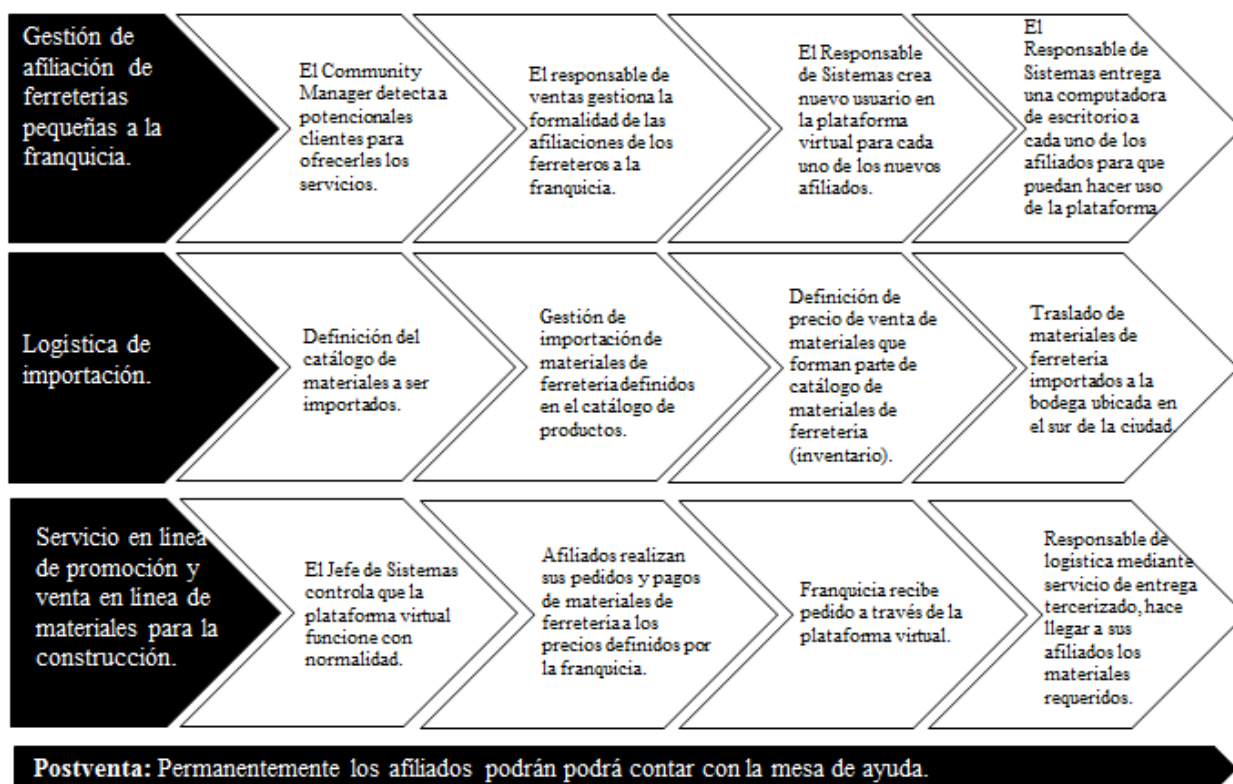 Gestión de
afiliación de
ferreterías
pequeñas a la
franquicia.
El Community
Manager detecta a
potencionales
clientes para
ofrecerles los
servicios.
El responsable de
ventas gestiona la
formalidad de las
afiliaciones de los
ferreteros a la
franquicia.
El Responsable
de Sistemas crea
nuevo usuario en
la plataforma
virtual para cada
uno de los nuevos
afiliados.
El
Responsable de
Sistemas entrega
una computadora
de escritorio a
cada uno de los
afiliados para que
puedan hacer uso
de la plataforma
Logistica de
importación.
Definición del
catálogo de
materiales a ser
importados.
Gestión de
importación de
materiales de
ferretería definidos
en el catálogo de
productos.
Definición de
precio de venta de
materiales que
forman parte de
catálogo de
materiales de
ferretería
(inventario).
Traslado de
materiales de
ferretería
importados a la
bodega ubicada en
el sur de la ciudad.
Servicio en línea
de promoción y
venta en línea de
materiales para la
construcción.
El Jefe de Sistemas
controla que la
plataforma virtual
funcione con
normalidad.
Afiliados realizan
sus pedidos y pagos
de materiales de
ferretería a los
precios definidos por
la franquicia.
Franquicia recibe
pedido a través de la
plataforma virtual.
Responsable de
logística mediante
servicio de entrega
tercerizado, hace
llegar a sus
afiliados los
materiales
requeridos.
Postventa: Permanentemente los afiliados podrán podrá contar con la mesa de ayuda.